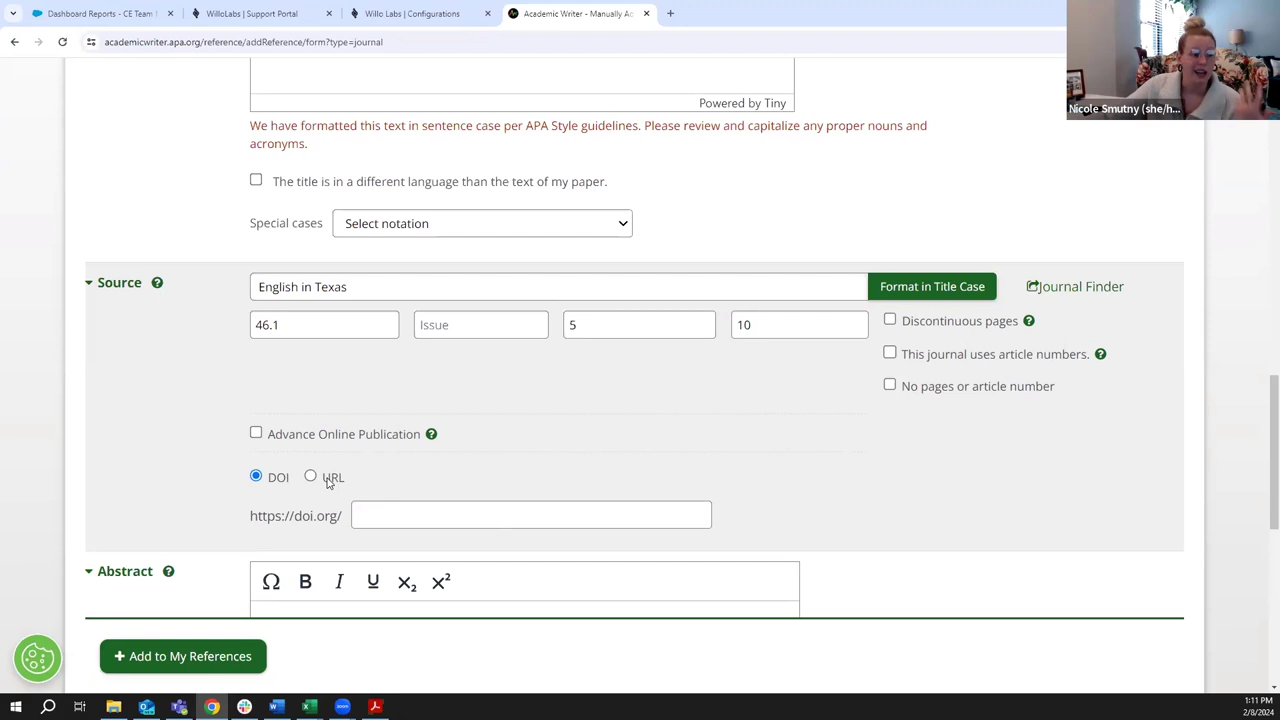 Dashboard Reports - CE Team
WilloLabs | Support Portal
Willo Labs | Configurations
Academic Writer - Manually Ad
academicwriter.apa.org/reference/addReference/form?type=journal
Nicole Smutny (she/h...
Powered by Tiny
We have formatted this text in sentence case per APA Style guidelines. Please review and capitalize any proper nouns and
acronyms.
The title is in a different language than the text of my paper.
Special cases Select notation
Source ? English in Texas Format in Title Case Journal Finder
46.1 Issue 5 10 Discontinuous pages ?
This journal uses article numbers. ?
No pages or article number
Advance Online Publication ?
DOI URL
https://doi.org/
Abstract ? Ω B I U X₂ X²
+ Add to My References
1:11 PM
2/8/2024